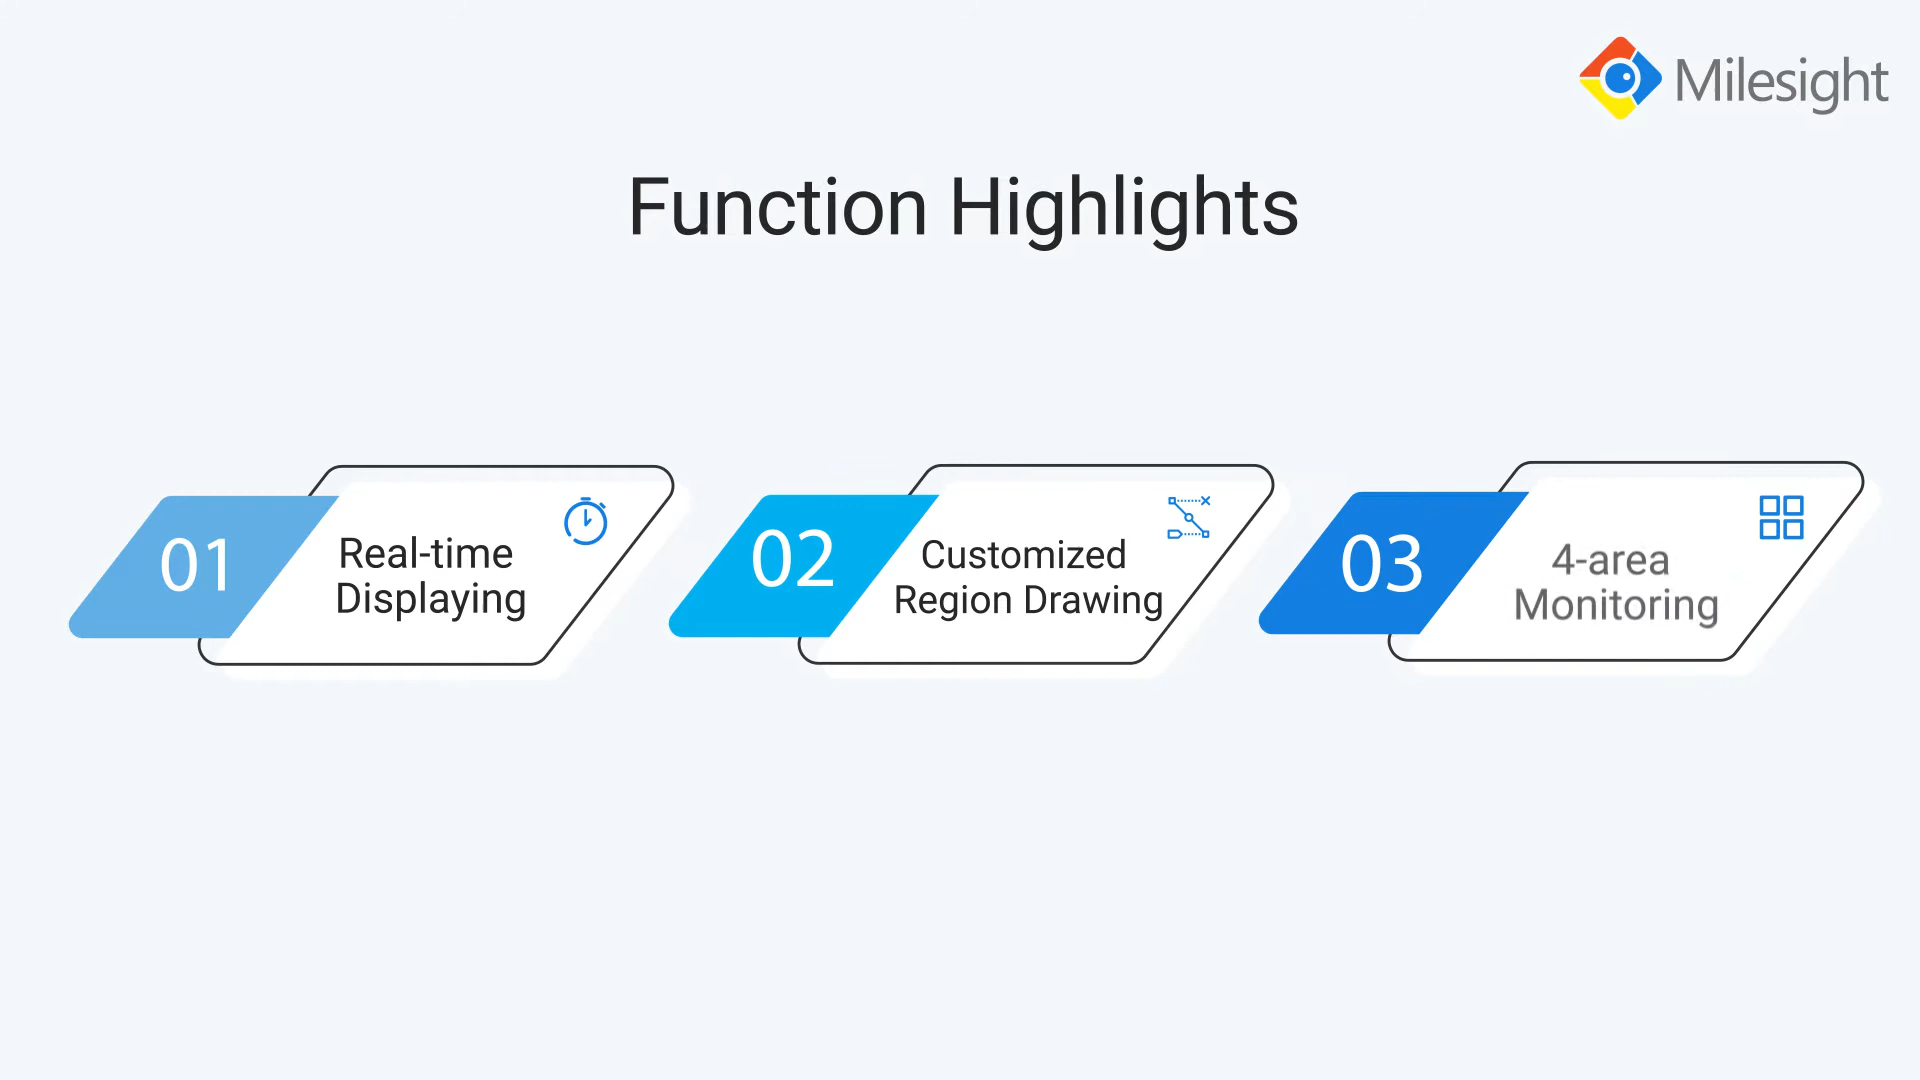 Milesight
Function Highlights
01
Real-time
Displaying
02
Customized
Region Drawing
03
4-area
Monitoring